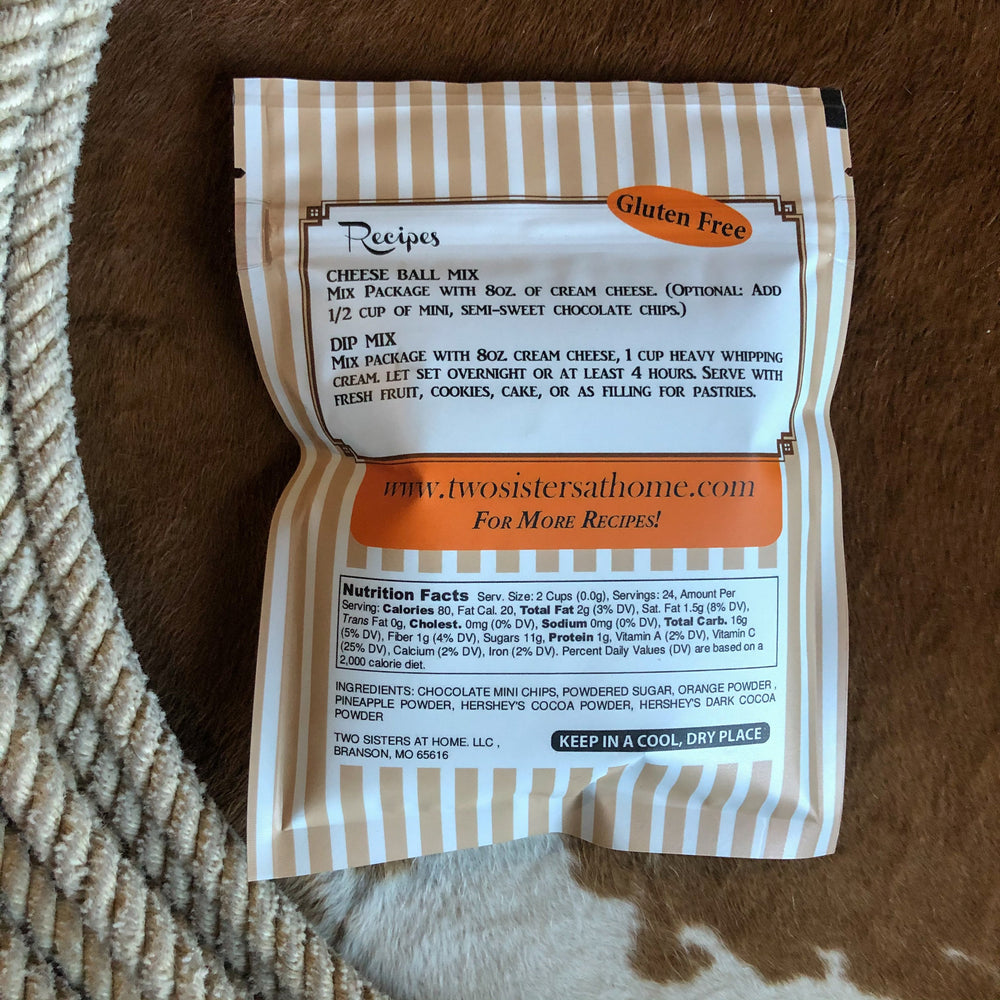 Gluten Free
Recipes
CHEESE BALL MIX
MIX PACKAGE WITH 8OZ. OF CREAM CHEESE. (OPTIONAL: ADD
1/2 CUP OF MINI, SEMI-SWEET CHOCOLATE CHIPS.)
DIP MIX
MIX PACKAGE WITH 8OZ. CREAM CHEESE, 1 CUP HEAVY WHIPPING
CREAM. LET SET OVERNIGHT OR AT LEAST 4 HOURS. SERVE WITH
FRESH FRUIT, COOKIES, CAKE, OR AS FILLING FOR PASTRIES.
www.twosistersathome.com
FOR MORE RECIPES!
Nutrition Facts Serv. Size: 2 Cups (0.0g), Servings: 24, Amount Per
Serving: Calories 80, Fat Cal. 20, Total Fat 2g (3% DV), Sat. Fat 1.5g (8% DV),
Trans Fat 0g, Cholest. 0mg (0% DV), Sodium 0mg (0% DV), Total Carb. 16g
(5% DV), Fiber 1g (4% DV), Sugars 11g, Protein 1g, Vitamin A (2% DV), Vitamin C
(25% DV), Calcium (2% DV), Iron (2% DV). Percent Daily Values (DV) are based on a
2,000 calorie diet.
INGREDIENTS: CHOCOLATE MINI CHIPS, POWDERED SUGAR, ORANGE POWDER ,
PINEAPPLE POWDER, HERSHEY'S COCOA POWDER, HERSHEY'S DARK COCOA
POWDER
TWO SISTERS AT HOME. LLC ,
BRANSON, MO 65616
KEEP IN A COOL, DRY PLACE